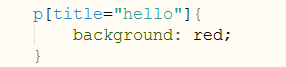 p[title="hello"]{
    background: red;
}